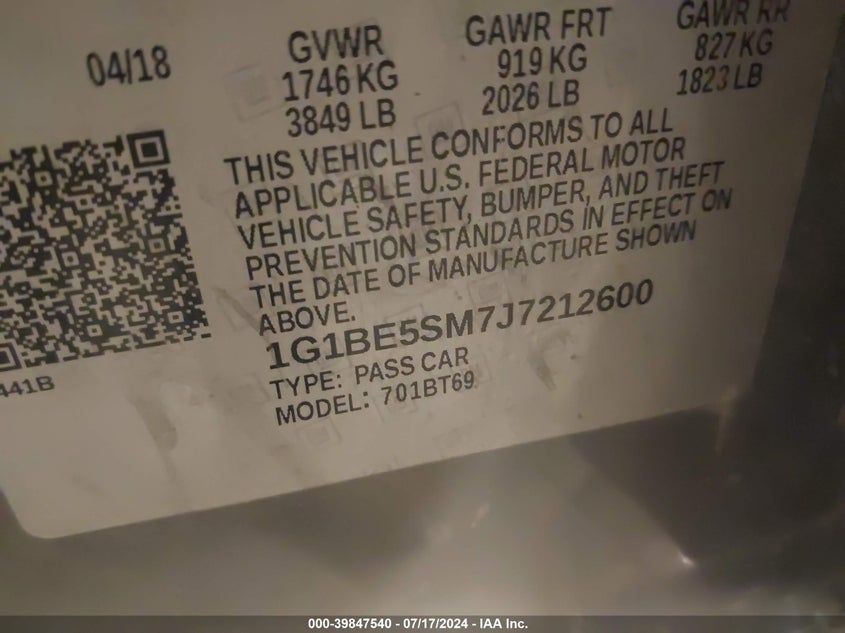 04/18
GVWR
1746 KG
3849 LB
GAWR FRT
919 KG
2026 LB
GAWR RR
827 KG
1823 LB
THIS VEHICLE CONFORMS TO ALL
APPLICABLE U.S. FEDERAL MOTOR
VEHICLE SAFETY, BUMPER, AND THEFT
PREVENTION STANDARDS IN EFFECT ON
THE DATE OF MANUFACTURE SHOWN
ABOVE.
1G1BE5SM7J7212600
TYPE: PASS CAR
MODEL: 701BT69
441B
000-39847540 - 07/17/2024 - IAA Inc.